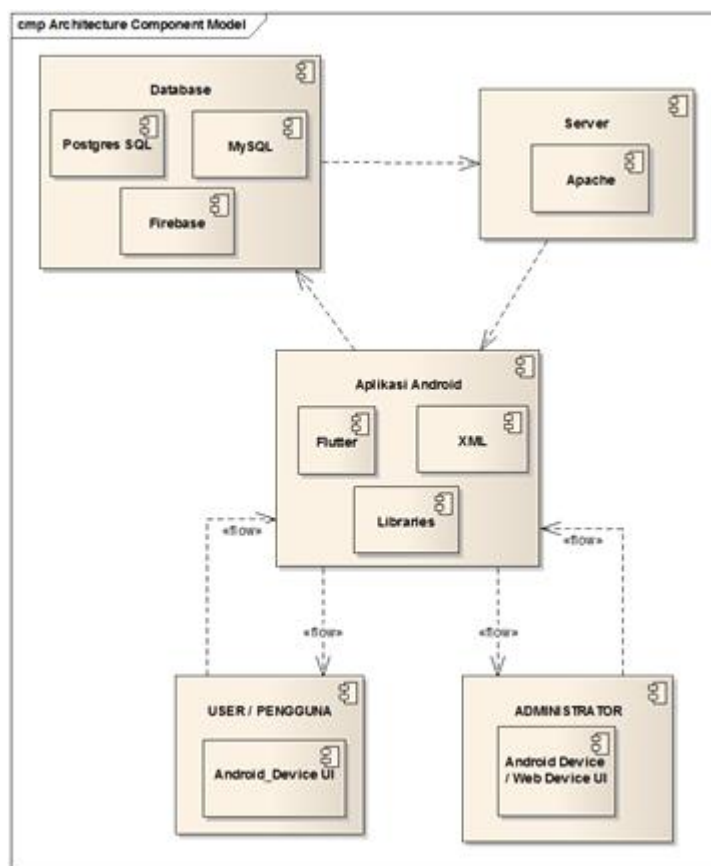 cmp Architecture Component Model
Database
Postgres SQL
MySQL
Firebase
Server
Apache
Aplikasi Android
Flutter
XML
Libraries
«flow»
«flow»
«flow»
«flow»
USER / PENGGUNA
Android_Device UI
ADMINISTRATOR
Android Device
/ Web Device UI